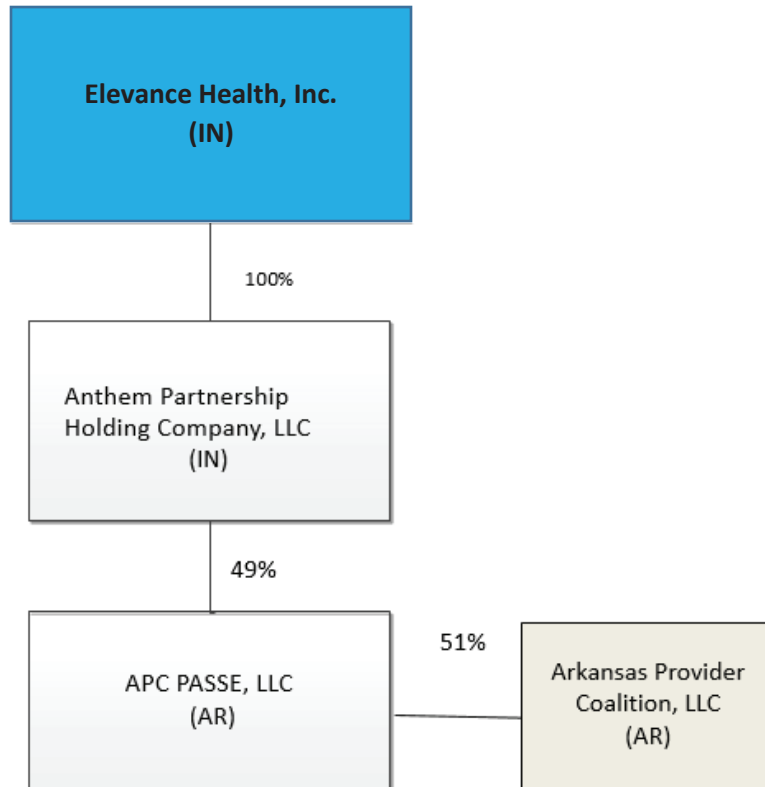 Elevance Health, Inc.
(IN)
100%
Anthem Partnership
Holding Company, LLC
(IN)
49%
APC PASSE, LLC
(AR)
51%
Arkansas Provider
Coalition, LLC
(AR)